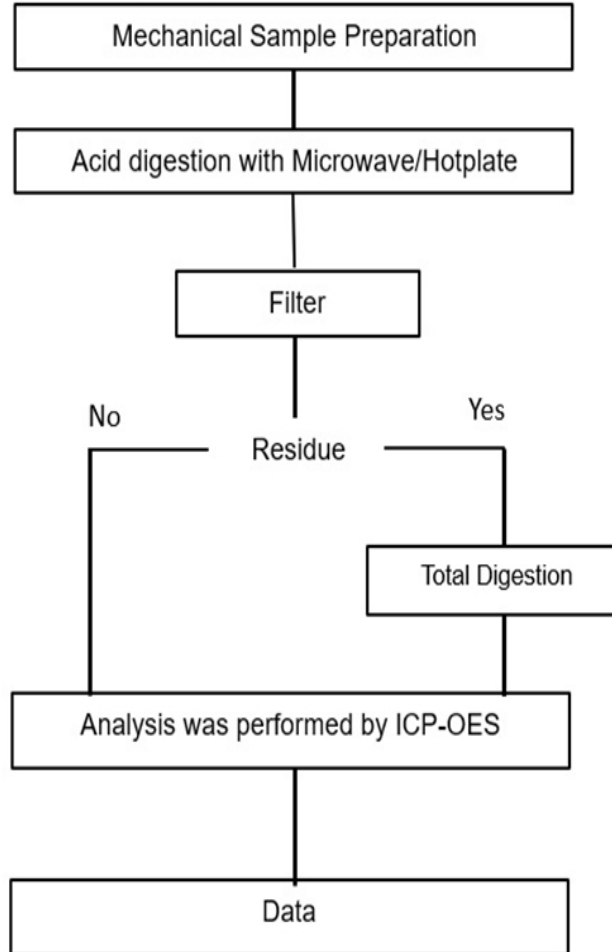 Mechanical Sample Preparation
Acid digestion with Microwave/Hotplate
Filter
No
Yes
Residue
Total Digestion
Analysis was performed by ICP-OES
Data